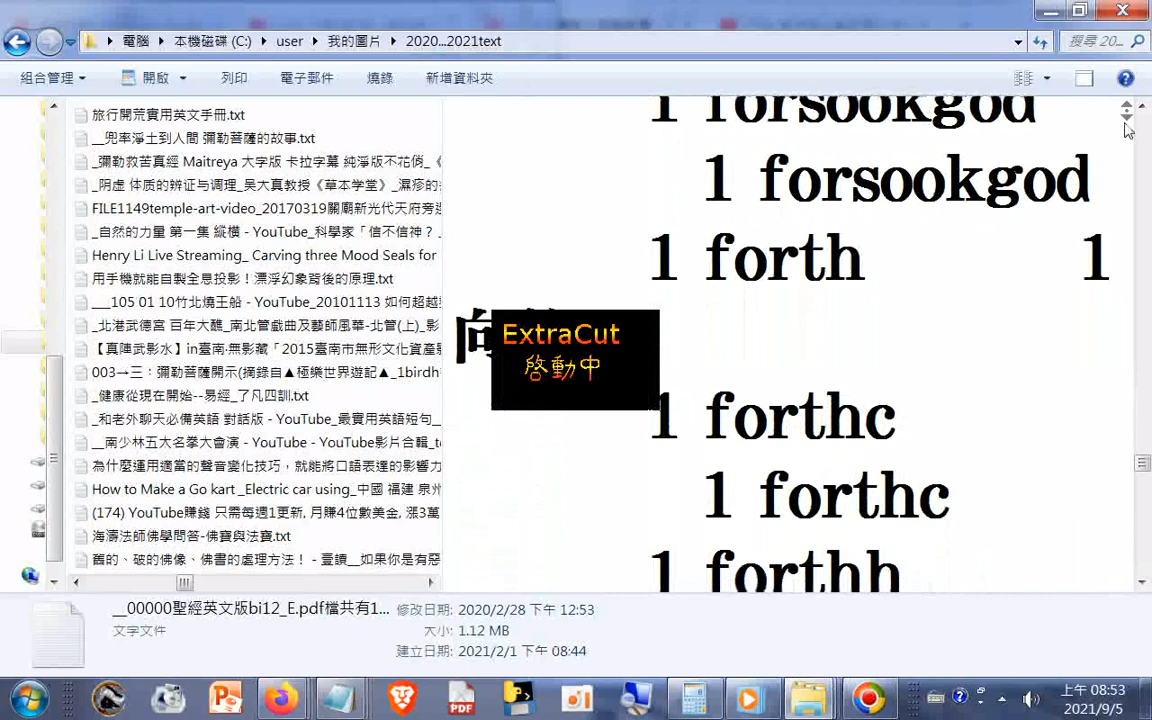 電腦 ▸ 本機磁碟 (C:) ▸ user ▸ 我的圖片 ▸ 2020...2021text
搜尋 20...
組合管理 開啟 列印 電子郵件 燒錄 新增資料夾
旅行開荒實用英文手冊.txt
__兜率淨土到人間 彌勒菩薩的故事.txt
_彌勒救苦真經 Maitreya 大字版 卡拉字幕 純淨版不花俏_《
_阴虚 体质的辨证与调理_吴大真教授《草本学堂》_濕疹的
FILE1149temple-art-video_20170319關廟新光代天府旁
_自然的力量 第一集 縱橫 - YouTube_科學家「信不信神？
Henry Li Live Streaming_ Carving three Mood Seals for
用手機就能自製全息投影！漂浮幻象背後的原理.txt
___105 01 10竹北燒王船 - YouTube_20101113 如何超越
_北港武德宮 百年大醮_南北管戲曲及藝師風華-北管(上)_影
【真陣武影水】in臺南·無影藏「2015臺南市無形文化資產
003→三：彌勒菩薩開示(摘錄自▲極樂世界遊記▲_1birdh
_健康從現在開始--易經_了凡四訓.txt
_和老外聊天必備英語 對話版 - YouTube_最實用英語短句_
__南少林五大名拳大會演 - YouTube - YouTube影片合輯_t
為什麼運用適當的聲音變化技巧，就能將口語表達的影響力
How to Make a Go kart _Electric car using_中國 福建 泉州
(174) YouTube賺錢 只需每週1更新, 月賺4位數美金, 漲3萬
海濤法師佛學問答-佛寶與法寶.txt
舊的、破的佛像、佛書的處理方法！ - 壹讀__如果你是有惡
1 forsookgod
1 forsookgod
1 forth 1
向
1 forthc
1 forthc
1 forthh
ExtraCut
啓動中
__00000聖經英文版bi12_E.pdf檔共有1... 修改日期: 2020/2/28 下午 12:53
文字文件 大小: 1.12 MB
建立日期: 2021/2/1 下午 08:44
上午 08:53
2021/9/5